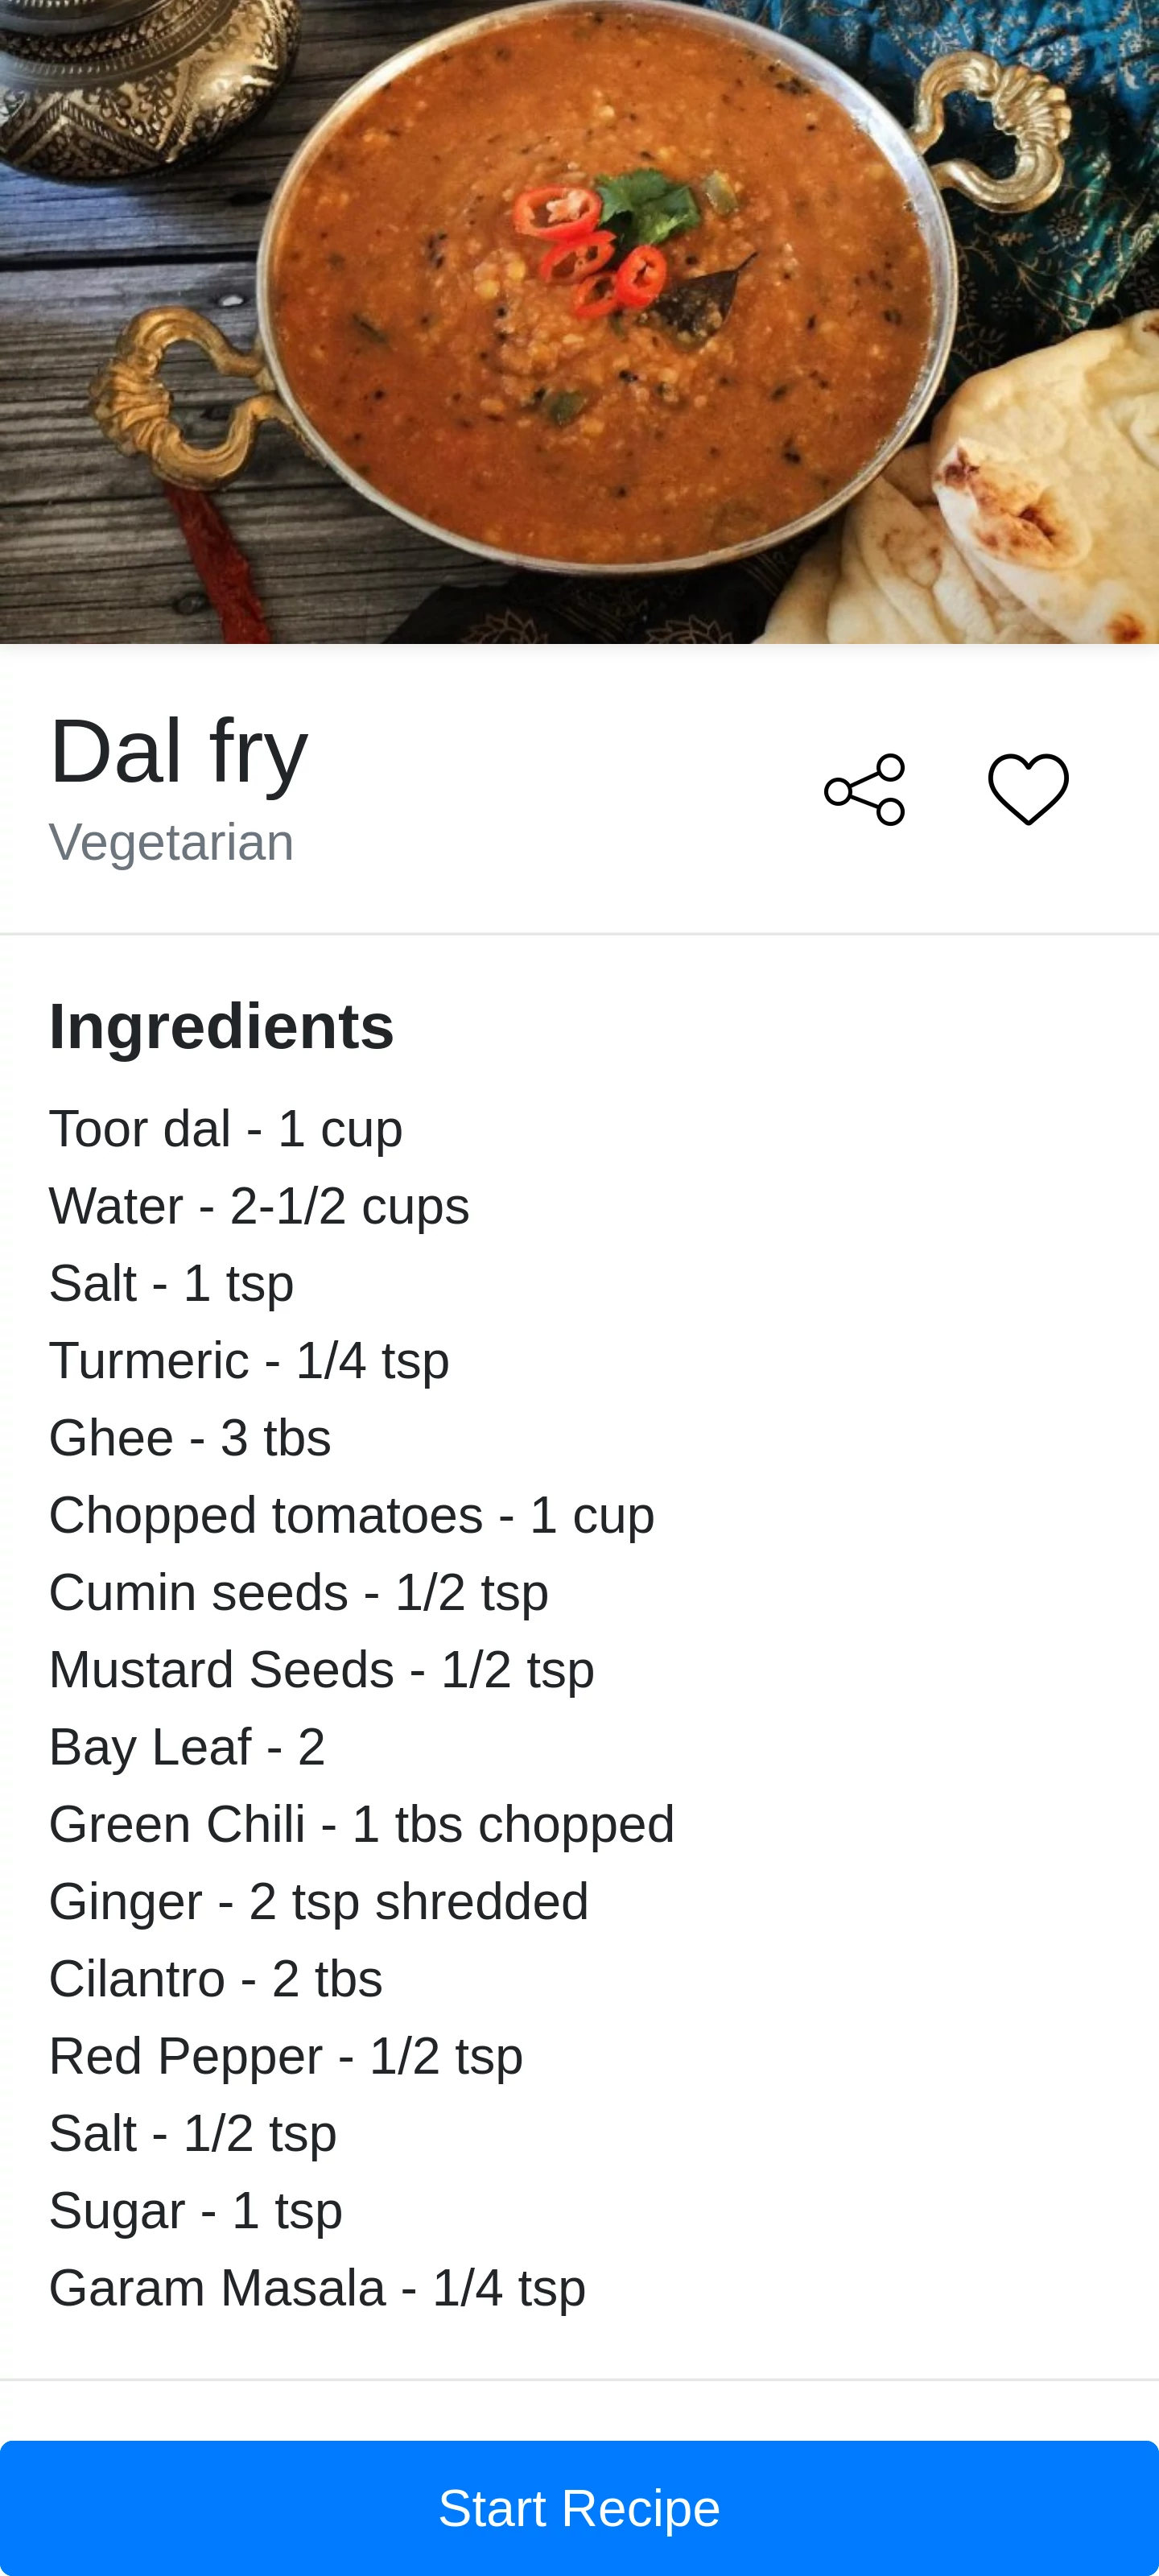 Dal fry
Vegetarian
Ingredients
Toor dal - 1 cup
Water - 2-1/2 cups
Salt - 1 tsp
Turmeric - 1/4 tsp
Ghee - 3 tbs
Chopped tomatoes - 1 cup
Cumin seeds - 1/2 tsp
Mustard Seeds - 1/2 tsp
Bay Leaf - 2
Green Chili - 1 tbs chopped
Ginger - 2 tsp shredded
Cilantro - 2 tbs
Red Pepper - 1/2 tsp
Salt - 1/2 tsp
Sugar - 1 tsp
Garam Masala - 1/4 tsp
Start Recipe